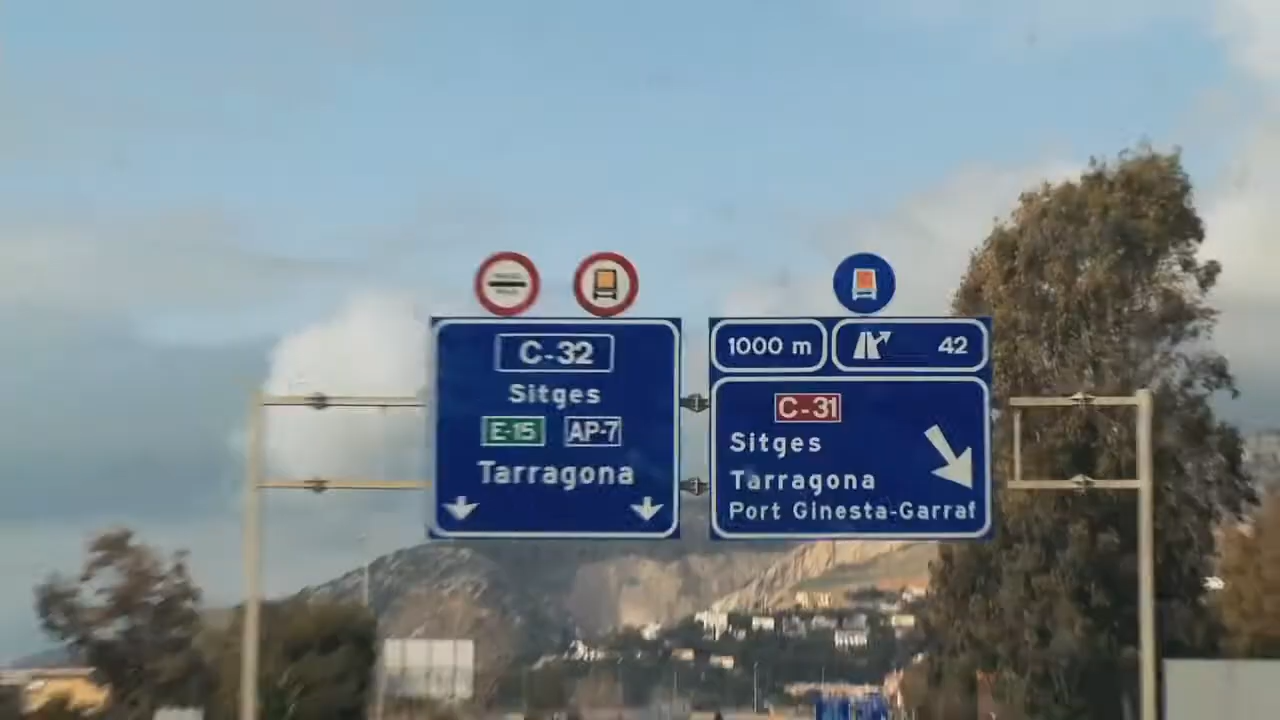 C-32
Sitges
E-15 AP-7
Tarragona
1000 m 42
C-31
Sitges
Tarragona
Port Ginesta-Garraf